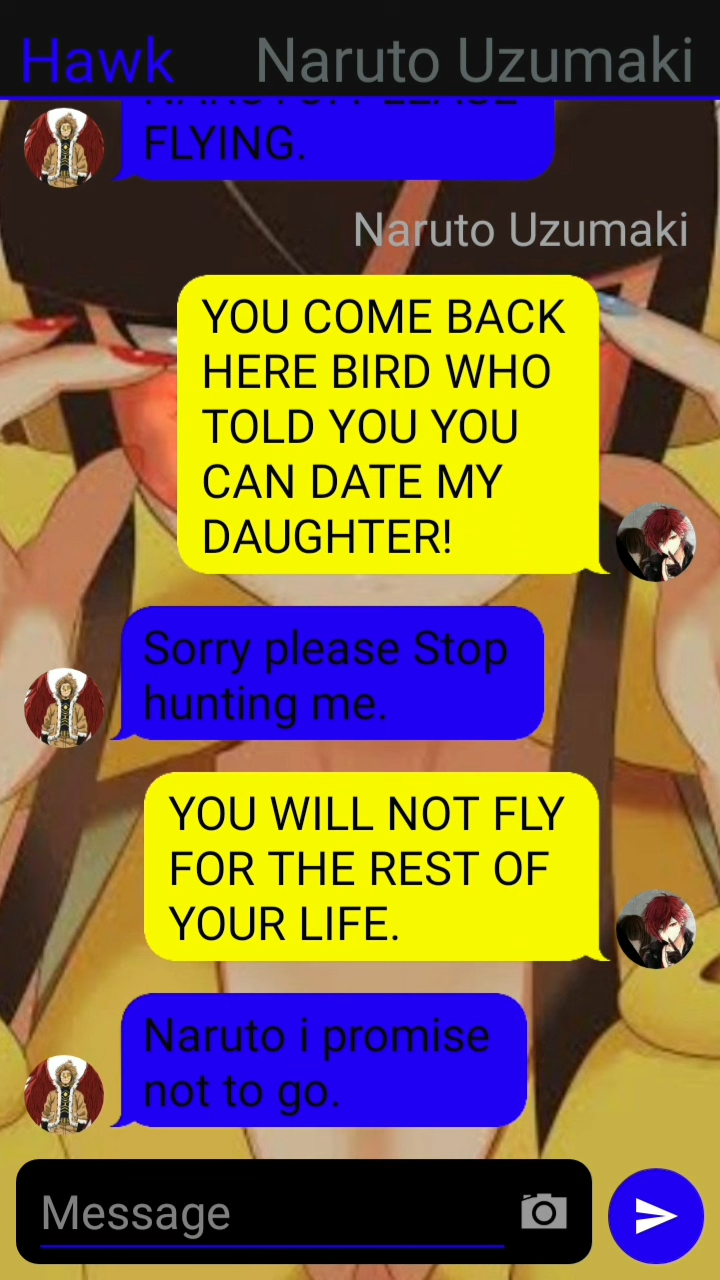 Hawk Naruto Uzumaki
FLYING.
Naruto Uzumaki
YOU COME BACK
HERE BIRD WHO
TOLD YOU YOU
CAN DATE MY
DAUGHTER!
Sorry please Stop
hunting me.
YOU WILL NOT FLY
FOR THE REST OF
YOUR LIFE.
Naruto i promise
not to go.
Message